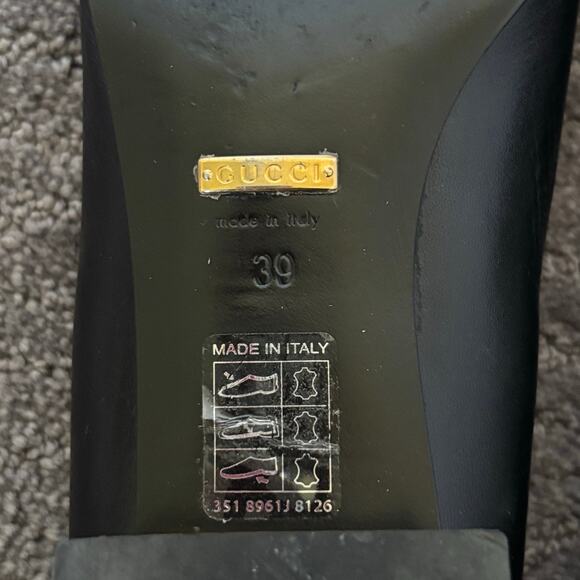 GUCCI
made in italy
39
MADE IN ITALY
351 8961J 8126